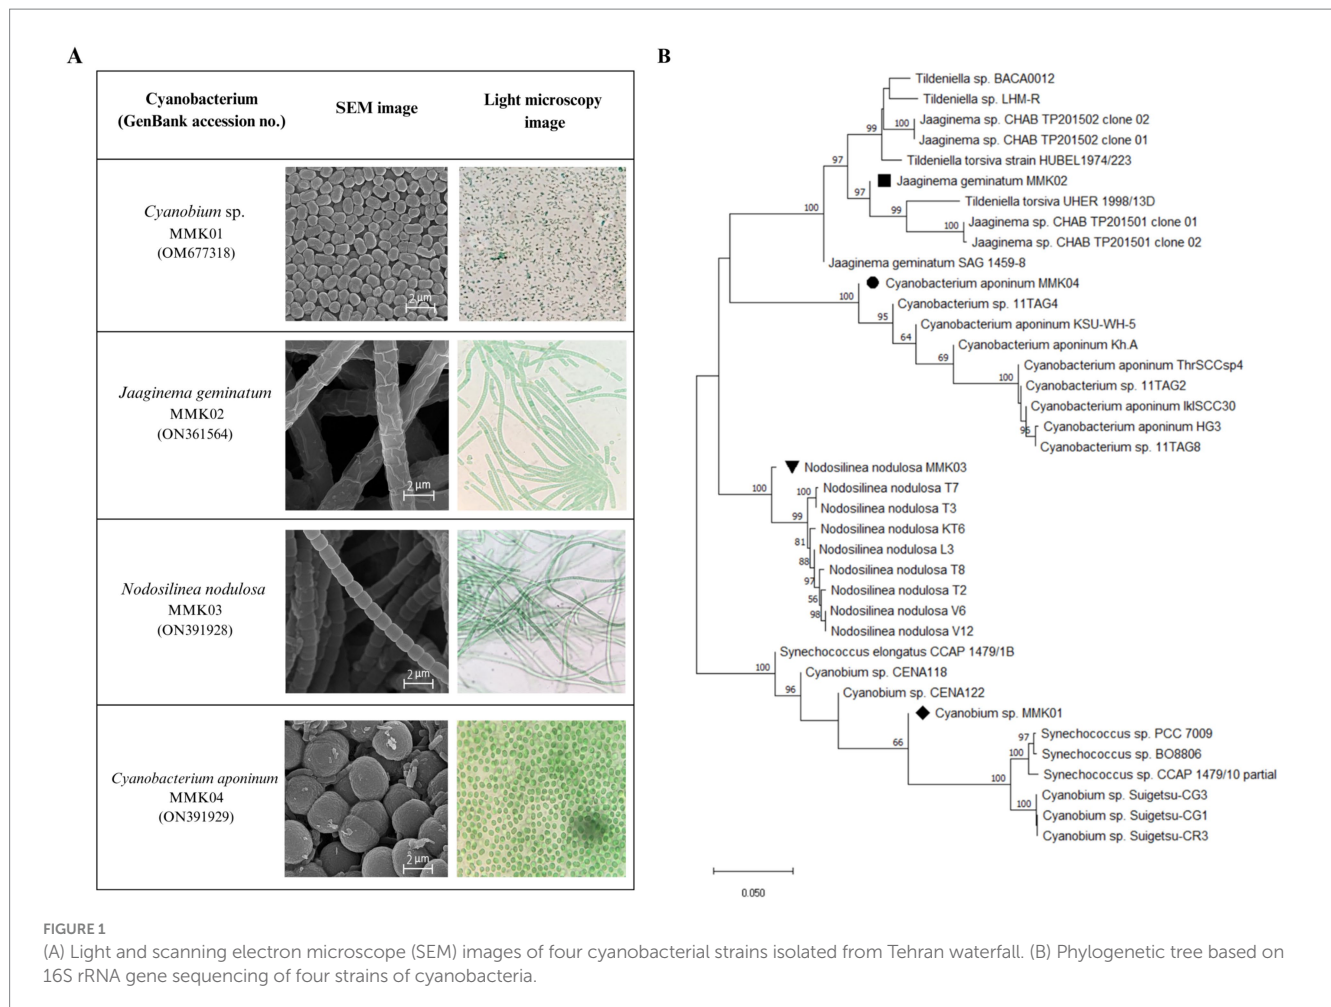 A
Cyanobacterium
(GenBank accession no.)
SEM image
Light microscopy
image
Cyanobium sp.
MMK01
(OM677318)
2 µm
Jaaginema geminatum
MMK02
(ON361564)
2 µm
Nodosilinea nodulosa
MMK03
(ON391928)
2 µm
Cyanobacterium aponinum
MMK04
(ON391929)
2 µm
B
Tildeniella sp. BACA0012
Tildeniella sp. LHM-R
Jaaginema sp. CHAB TP201502 clone 02
100
99
Jaaginema sp. CHAB TP201502 clone 01
97
Tildeniella torsiva strain HUBEL1974/223
Jaaginema geminatum MMK02
97
Tildeniella torsiva UHER 1998/13D
99
100
Jaaginema sp. CHAB TP201501 clone 01
100
Jaaginema sp. CHAB TP201501 clone 02
Jaaginema geminatum SAG 1459-8
Cyanobacterium aponinum MMK04
100
Cyanobacterium sp. 11TAG4
95
Cyanobacterium aponinum KSU-WH-5
64
Cyanobacterium aponinum Kh.A
69
Cyanobacterium aponinum ThrSCCsp4
100
Cyanobacterium sp. 11TAG2
Cyanobacterium aponinum IklSCC30
Cyanobacterium aponinum HG3
95
Cyanobacterium sp. 11TAG8
Nodosilinea nodulosa MMK03
100
Nodosilinea nodulosa T7
100
Nodosilinea nodulosa T3
99
Nodosilinea nodulosa KT6
81
Nodosilinea nodulosa L3
88
Nodosilinea nodulosa T8
97
Nodosilinea nodulosa T2
56
Nodosilinea nodulosa V6
98
Nodosilinea nodulosa V12
Synechococcus elongatus CCAP 1479/1B
100
Cyanobium sp. CENA118
96
Cyanobium sp. CENA122
Cyanobium sp. MMK01
66
Synechococcus sp. PCC 7009
97
100
Synechococcus sp. BO8806
Synechococcus sp. CCAP 1479/10 partial
100
Cyanobium sp. Suigetsu-CG3
100
Cyanobium sp. Suigetsu-CG1
Cyanobium sp. Suigetsu-CR3
0.050
FIGURE 1
(A) Light and scanning electron microscope (SEM) images of four cyanobacterial strains isolated from Tehran waterfall. (B) Phylogenetic tree based on
16S rRNA gene sequencing of four strains of cyanobacteria.